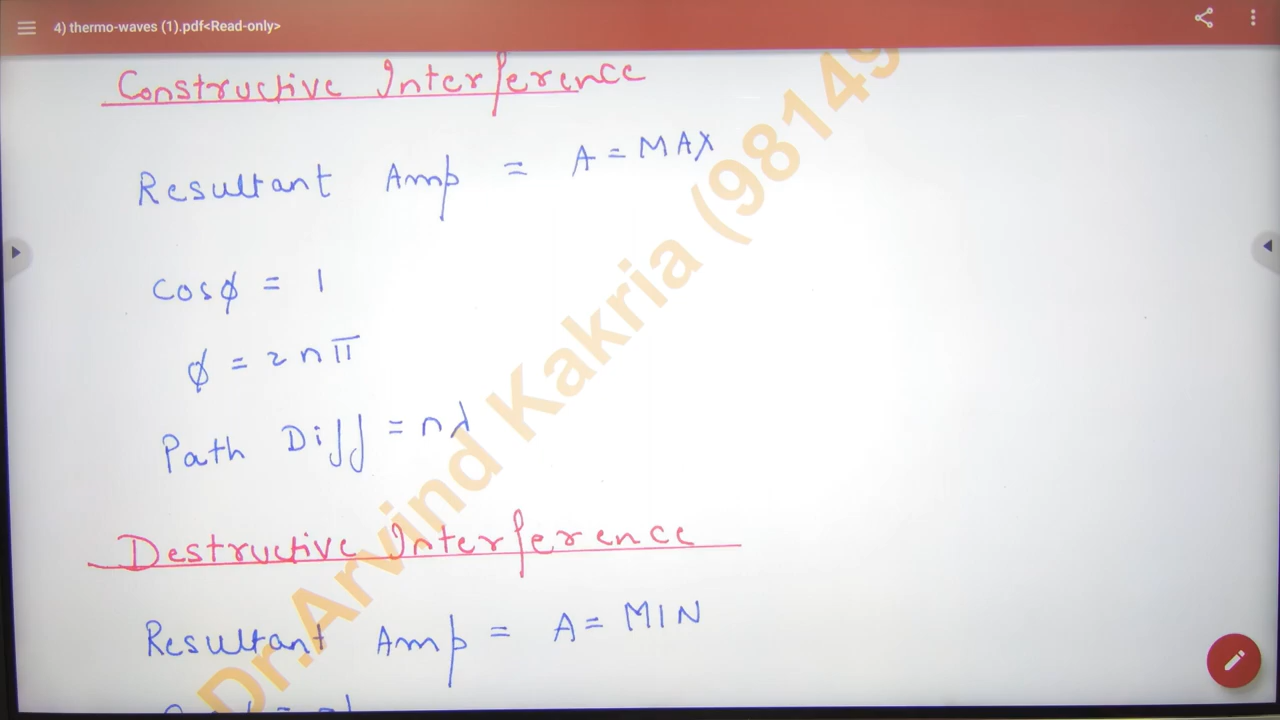 4) thermo-waves (1).pdf<Read-only>
Constructive Interference
Resultant Amp = A = MAX
cosϕ = 1
ϕ = 2nπ
Path Diff = nλ
Destructive Interference
Resultant Amp = A = MIN
Dr.Arvind Kakria (98149